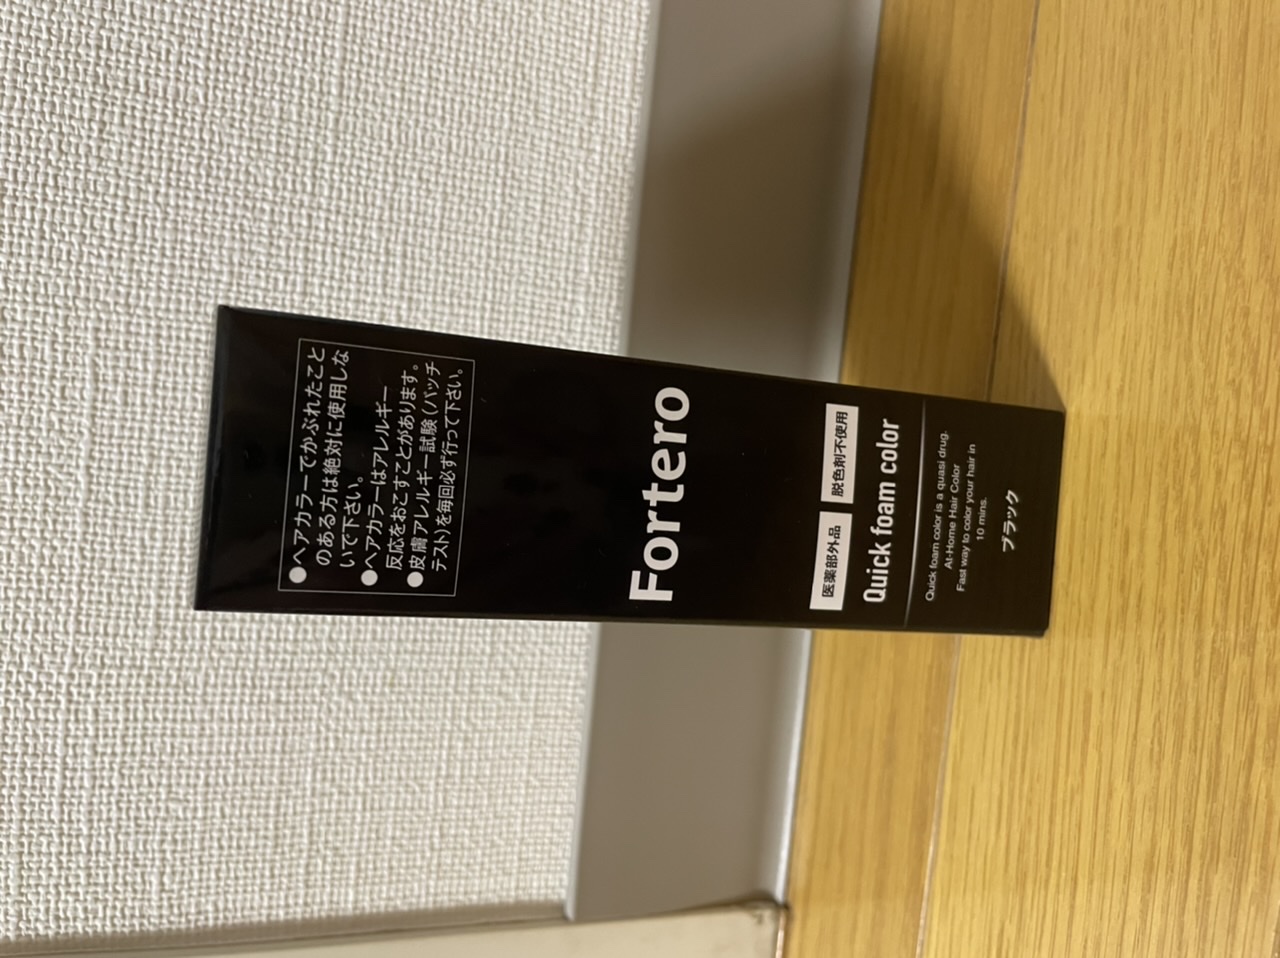 ●ヘアカラーでかぶれたこと
のある方は絶対に使用しな
いで下さい。
●ヘアカラーはアレルギー
反応をおこすことがあります。
●皮膚アレルギー試験（パッチ
テスト）を毎回必ず行って下さい。
Fortero
医薬部外品 脱色剤不使用
Quick foam color
Quick foam color is a quasi drug.
At-Home Hair Color
Fast way to color your hair in
10 mins.
ブラック